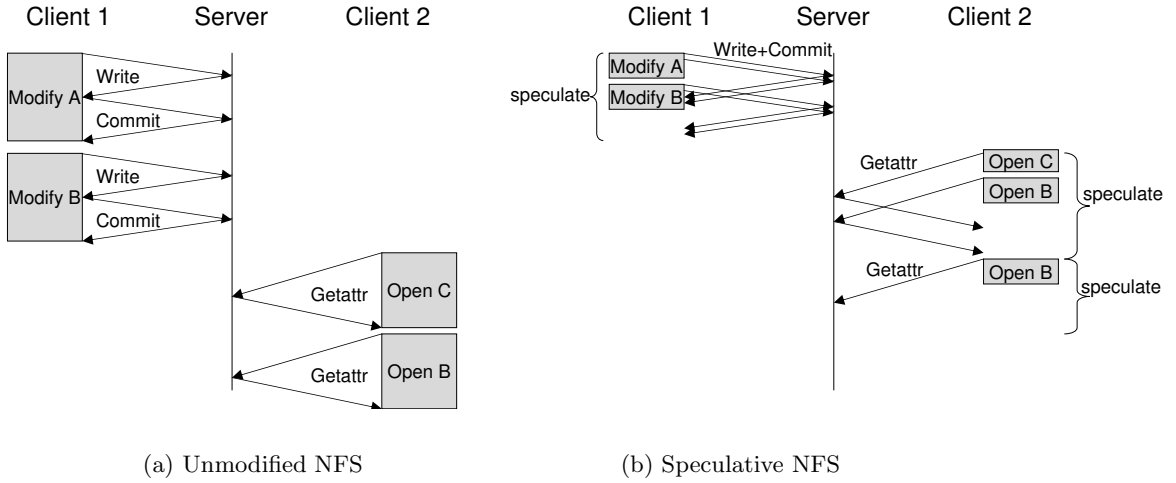 Client 1 Server Client 2
Modify A
Write
Commit
Modify B
Write
Commit
Open C
Getattr
Open B
Getattr
(a) Unmodified NFS
Client 1 Server Client 2
Write+Commit
Modify A
speculate
Modify B
Getattr
Open C
Open B
speculate
Getattr
Open B
speculate
(b) Speculative NFS